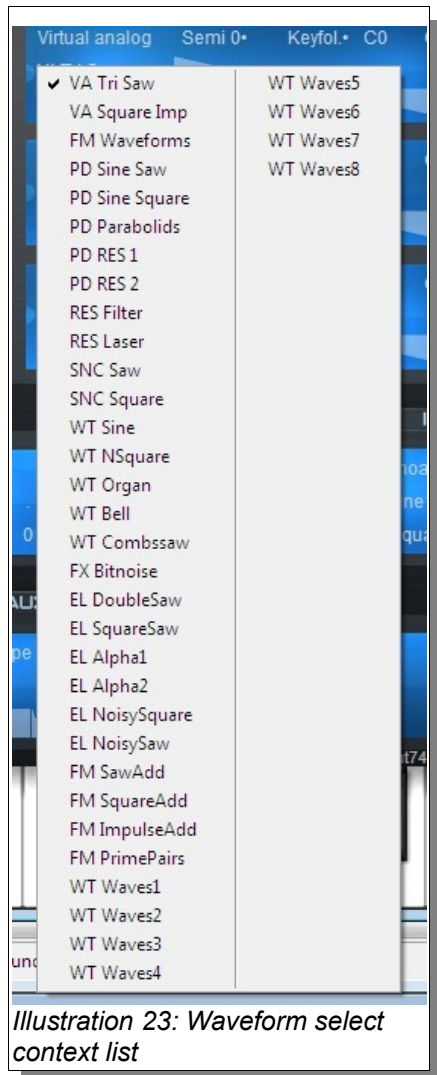 Virtual analog Semi 0• Keyfol.• C0
✔ VA Tri Saw
VA Square Imp
FM Waveforms
PD Sine Saw
PD Sine Square
PD Parabolids
PD RES 1
PD RES 2
RES Filter
RES Laser
SNC Saw
SNC Square
WT Sine
WT NSquare
WT Organ
WT Bell
WT Combssaw
FX Bitnoise
EL DoubleSaw
EL SquareSaw
EL Alpha1
EL Alpha2
EL NoisySquare
EL NoisySaw
FM SawAdd
FM SquareAdd
FM ImpulseAdd
FM PrimePairs
WT Waves1
WT Waves2
WT Waves3
WT Waves4
WT Waves5
WT Waves6
WT Waves7
WT Waves8
Illustration 23: Waveform select
context list